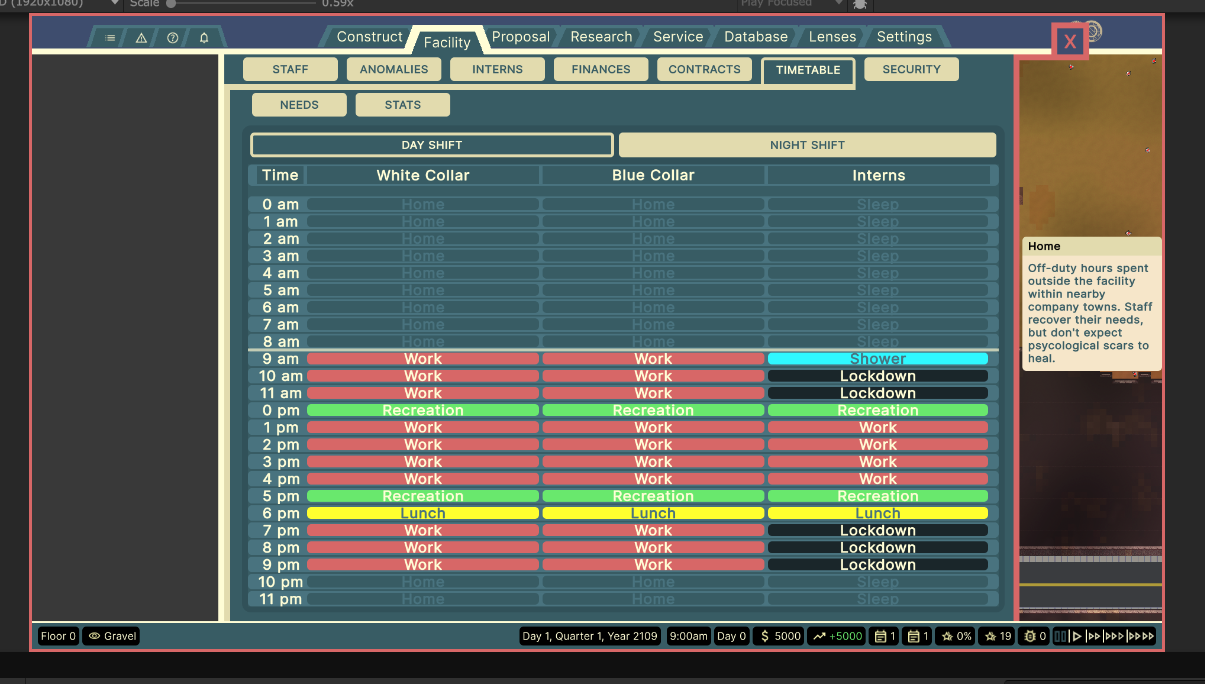 D (1920x1080)
Scale
0.59x
Play Focused
Construct
Facility
Proposal
Research
Service
Database
Lenses
Settings
X
STAFF
ANOMALIES
INTERNS
FINANCES
CONTRACTS
TIMETABLE
SECURITY
NEEDS
STATS
DAY SHIFT
NIGHT SHIFT
Time White Collar Blue Collar Interns
0 am Home Home Sleep
1 am Home Home Sleep
2 am Home Home Sleep
3 am Home Home Sleep
4 am Home Home Sleep
5 am Home Home Sleep
6 am Home Home Sleep
7 am Home Home Sleep
8 am Home Home Sleep
9 am Work Work Shower
10 am Work Work Lockdown
11 am Work Work Lockdown
0 pm Recreation Recreation Recreation
1 pm Work Work Work
2 pm Work Work Work
3 pm Work Work Work
4 pm Work Work Work
5 pm Recreation Recreation Recreation
6 pm Lunch Lunch Lunch
7 pm Work Work Lockdown
8 pm Work Work Lockdown
9 pm Work Work Lockdown
10 pm Home Home Sleep
11 pm Home Home Sleep
Home
Off-duty hours spent
outside the facility
within nearby
company towns. Staff
recover their needs,
but don't expect
psycological scars to
heal.
Floor 0
Gravel
Day 1, Quarter 1, Year 2109
9:00am
Day 0
$ 5000
+5000
1
1
0%
19
0